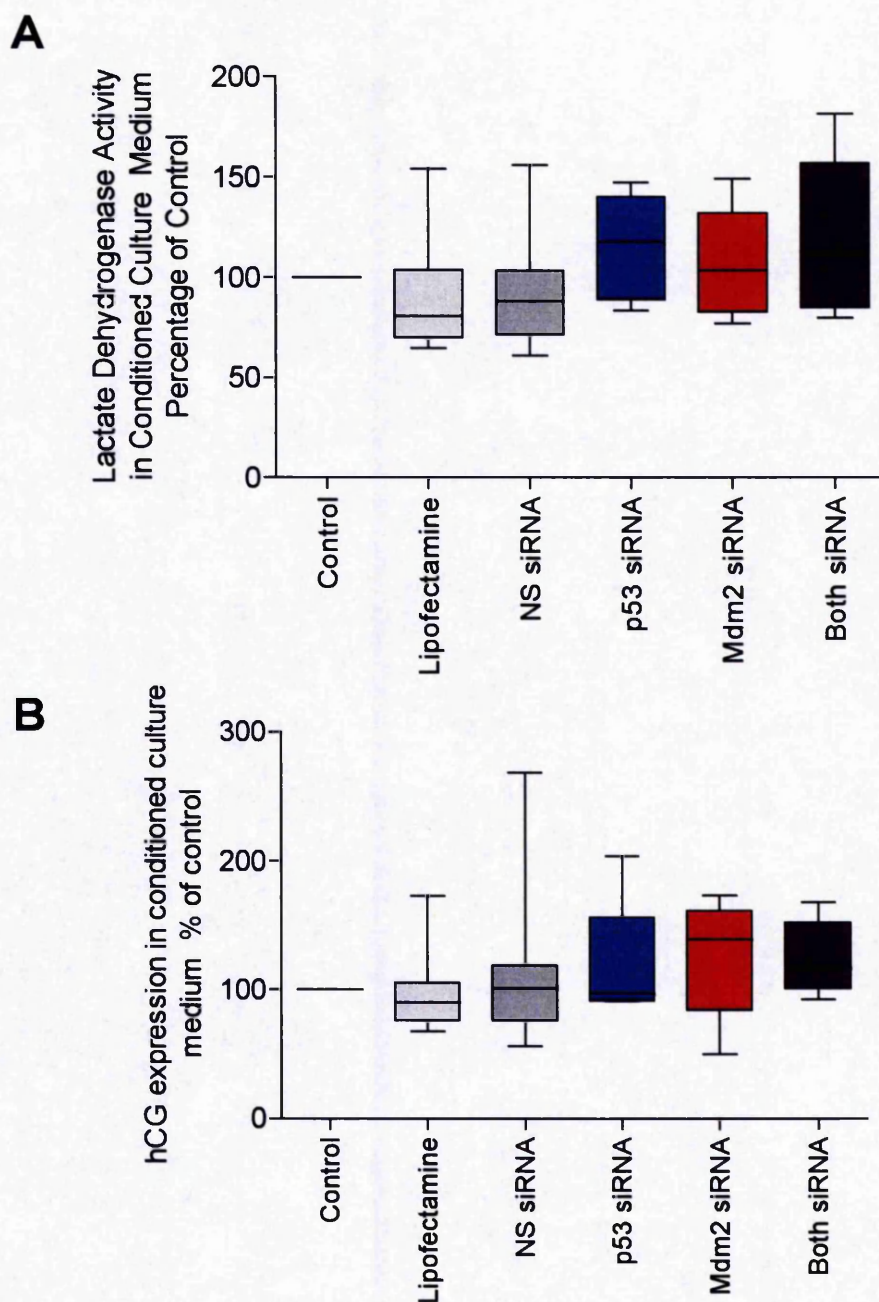 A
Lactate Dehydrogenase Activity
in Conditioned Culture Medium
Percentage of Control
200
150
100
50
0
Control
Lipofectamine
NS siRNA
p53 siRNA
Mdm2 siRNA
Both siRNA
B
hCG expression in conditioned culture
medium % of control
300
200
100
0
Control
Lipofectamine
NS siRNA
p53 siRNA
Mdm2 siRNA
Both siRNA